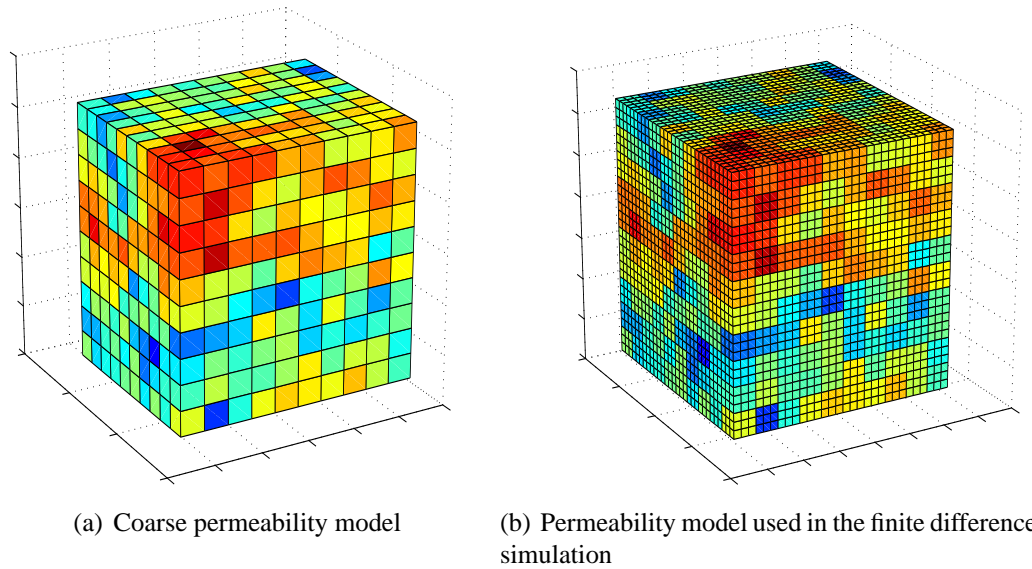 (a) Coarse permeability model
(b) Permeability model used in the finite difference
simulation